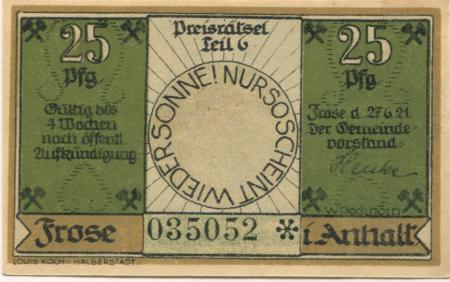 Preisrätsel
Teil 6
25
Pfg
Gültig bis
4 Wochen
nach öffentl.
Aufkündigung
WIEDER SONNE! NUR SO SCHEINT
25
Pfg
Frose, d. 27.6.21.
Der Gemeinde
vorstand:
Henke
Frose
035052 *
i. Anhalt
LOUIS KOCH - HALBERSTADT.